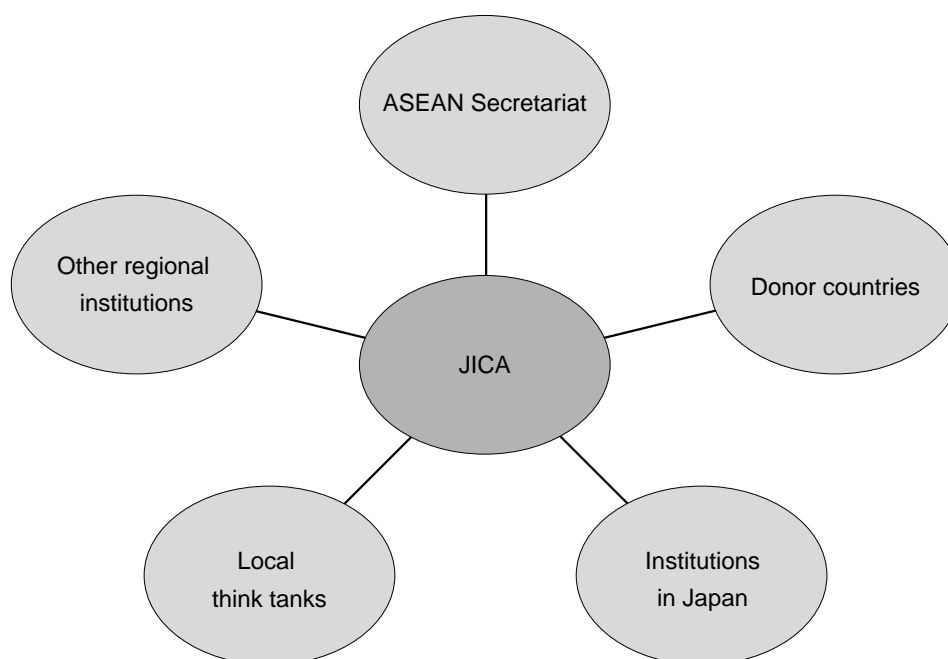 ASEAN Secretariat
Other regional
institutions
Donor countries
JICA
Local
think tanks
Institutions
in Japan